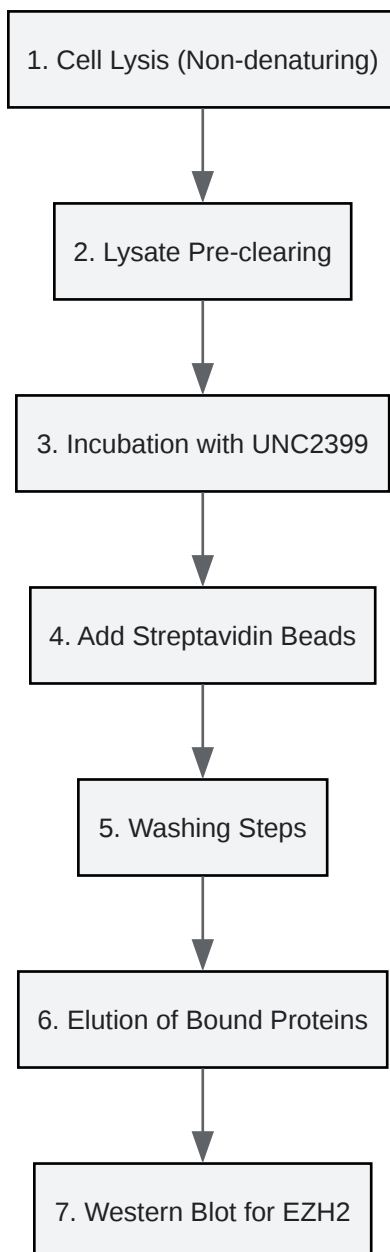 1. Cell Lysis (Non-denaturing)
2. Lysate Pre-clearing
3. Incubation with UNC2399
4. Add Streptavidin Beads
5. Washing Steps
6. Elution of Bound Proteins
7. Western Blot for EZH2